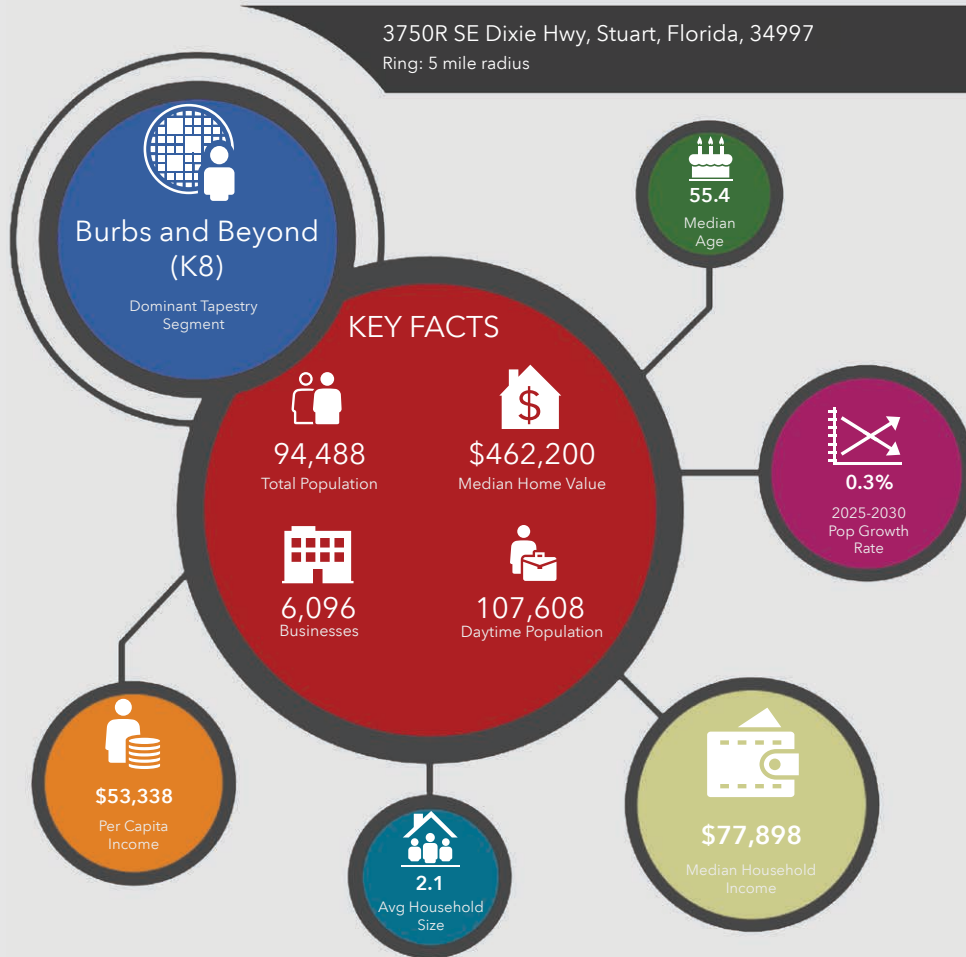 3750R SE Dixie Hwy, Stuart, Florida, 34997
Ring: 5 mile radius
Burbs and Beyond
(K8)
Dominant Tapestry
Segment
55.4
Median
Age
KEY FACTS
$
94,488
Total Population
$462,200
Median Home Value
6,096
Businesses
107,608
Daytime Population
0.3%
2025-2030
Pop Growth
Rate
$53,338
Per Capita
Income
2.1
Avg Household
Size
$77,898
Median Household
Income